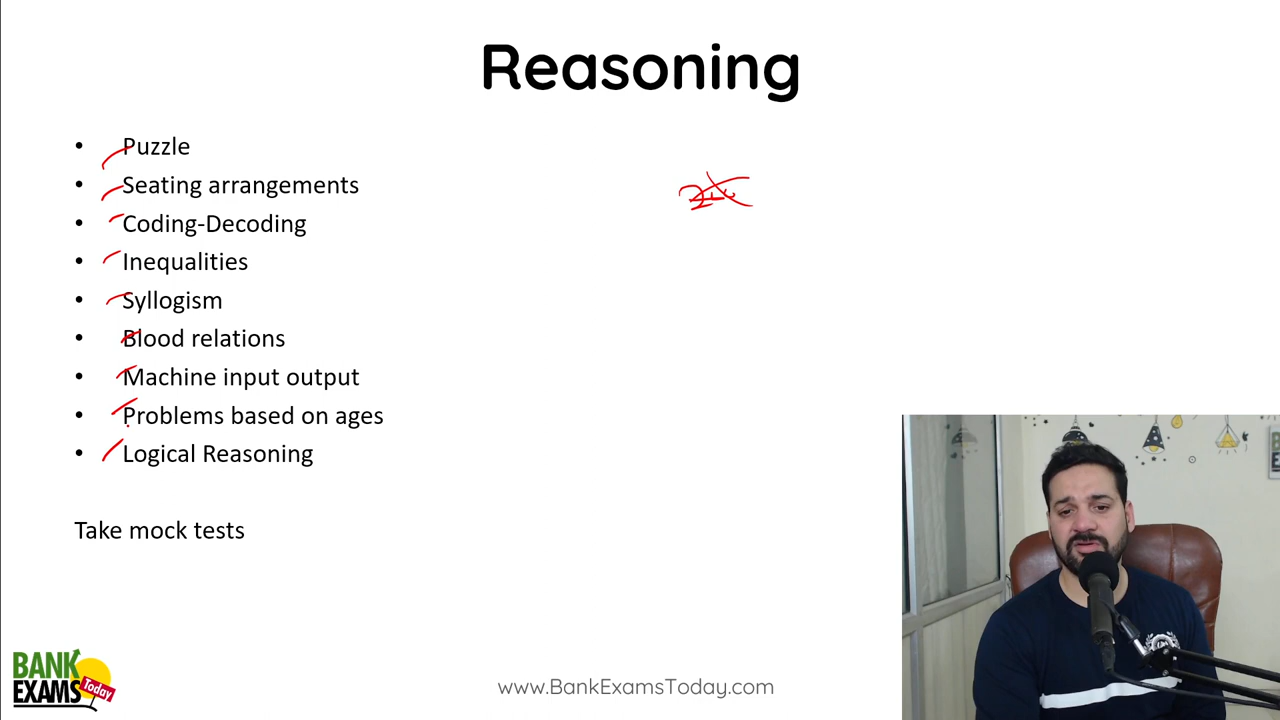 Reasoning
• Puzzle
• Seating arrangements
• Coding-Decoding
• Inequalities
• Syllogism
• Blood relations
• Machine input output
• Problems based on ages
• Logical Reasoning
Take mock tests
BANK
EXAMS Today
www.BankExamsToday.com